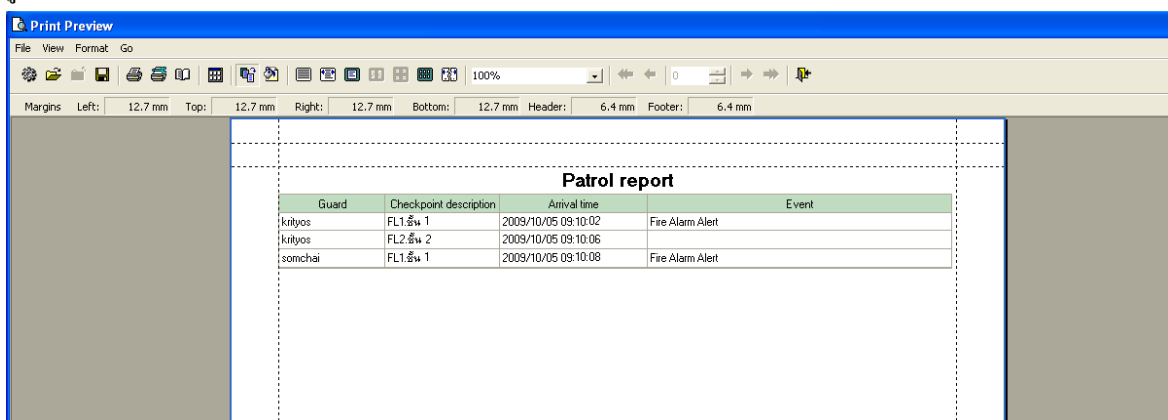 Print Preview
File View Format Go
100% 0
Margins Left: 12.7 mm Top: 12.7 mm Right: 12.7 mm Bottom: 12.7 mm Header: 6.4 mm Footer: 6.4 mm
Patrol report
Guard Checkpoint description Arrival time Event
krityos FL1.ชั้น 1 2009/10/05 09:10:02 Fire Alarm Alert
krityos FL2.ชั้น 2 2009/10/05 09:10:06
somchai FL1.ชั้น 1 2009/10/05 09:10:08 Fire Alarm Alert